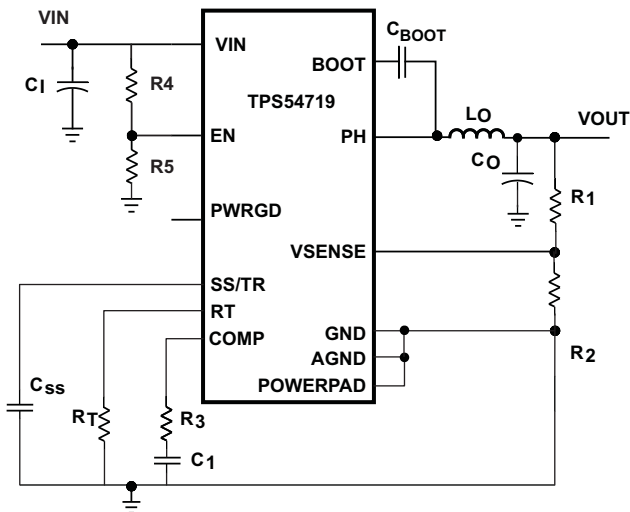 VIN
C_BOOT
VIN
BOOT
CI
R4
TPS54719
LO
VOUT
EN
PH
R5
CO
R1
PWRGD
VSENSE
SS/TR
RT
COMP
GND
R2
AGND
CSS
POWERPAD
RT
R3
C1